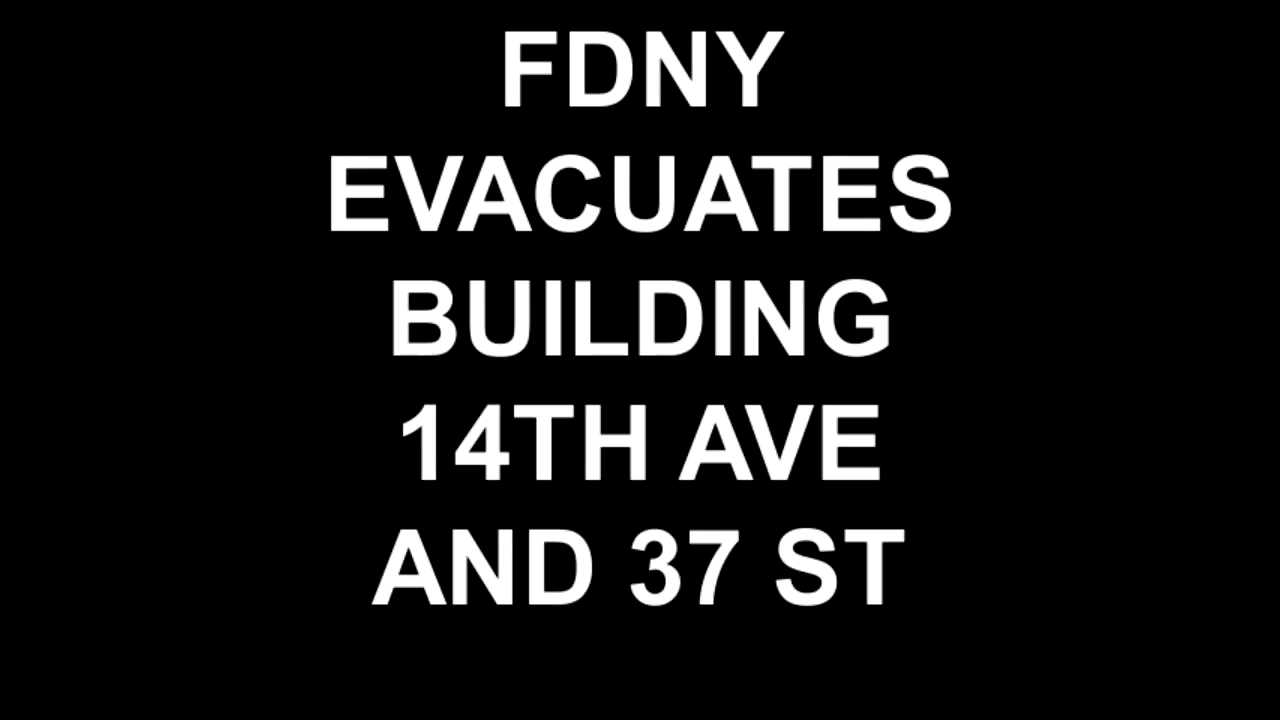 FDNY
EVACUATES
BUILDING
14TH AVE
AND 37 ST